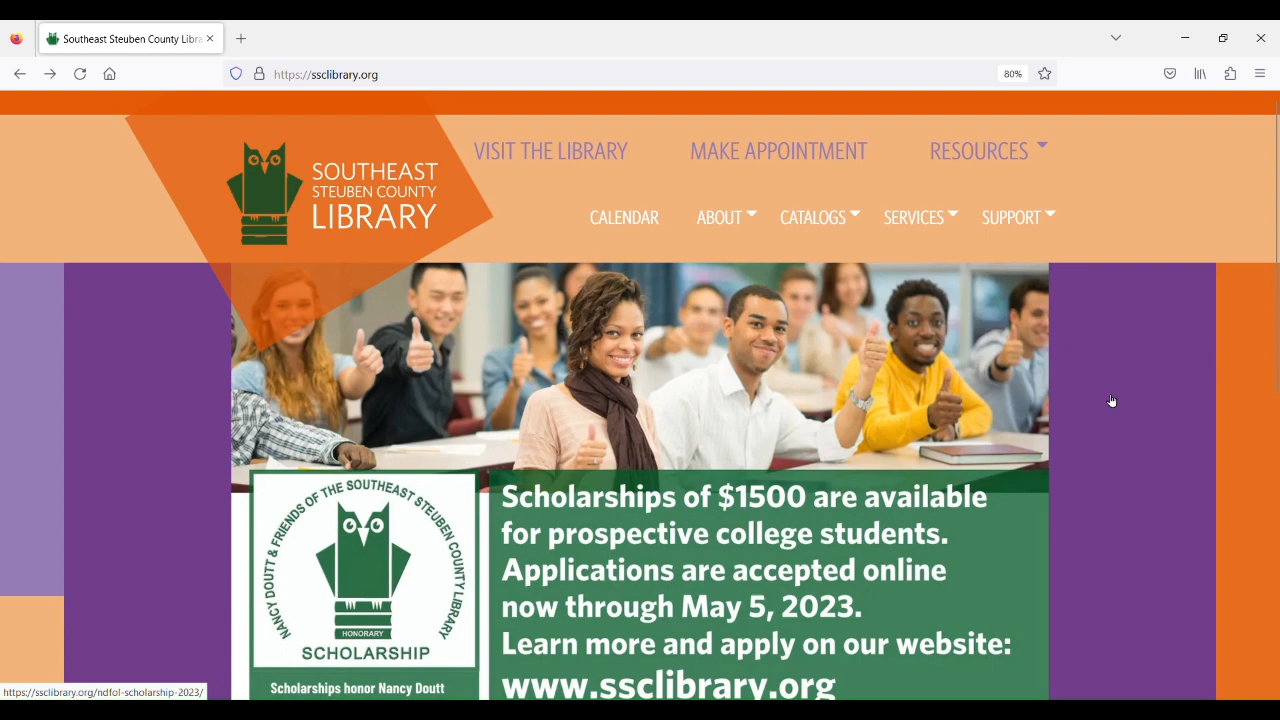 Southeast Steuben County Libra
https://ssclibrary.org
80%
VISIT THE LIBRARY
MAKE APPOINTMENT
RESOURCES
SOUTHEAST
STEUBEN COUNTY
LIBRARY
CALENDAR
ABOUT
CATALOGS
SERVICES
SUPPORT
NANCY DOUTT & FRIENDS OF THE SOUTHEAST STEUBEN COUNTY LIBRARY
HONORARY
SCHOLARSHIP
Scholarships honor Nancy Doutt
Scholarships of $1500 are available
for prospective college students.
Applications are accepted online
now through May 5, 2023.
Learn more and apply on our website:
www.ssclibrary.org
https://ssclibrary.org/ndfol-scholarship-2023/